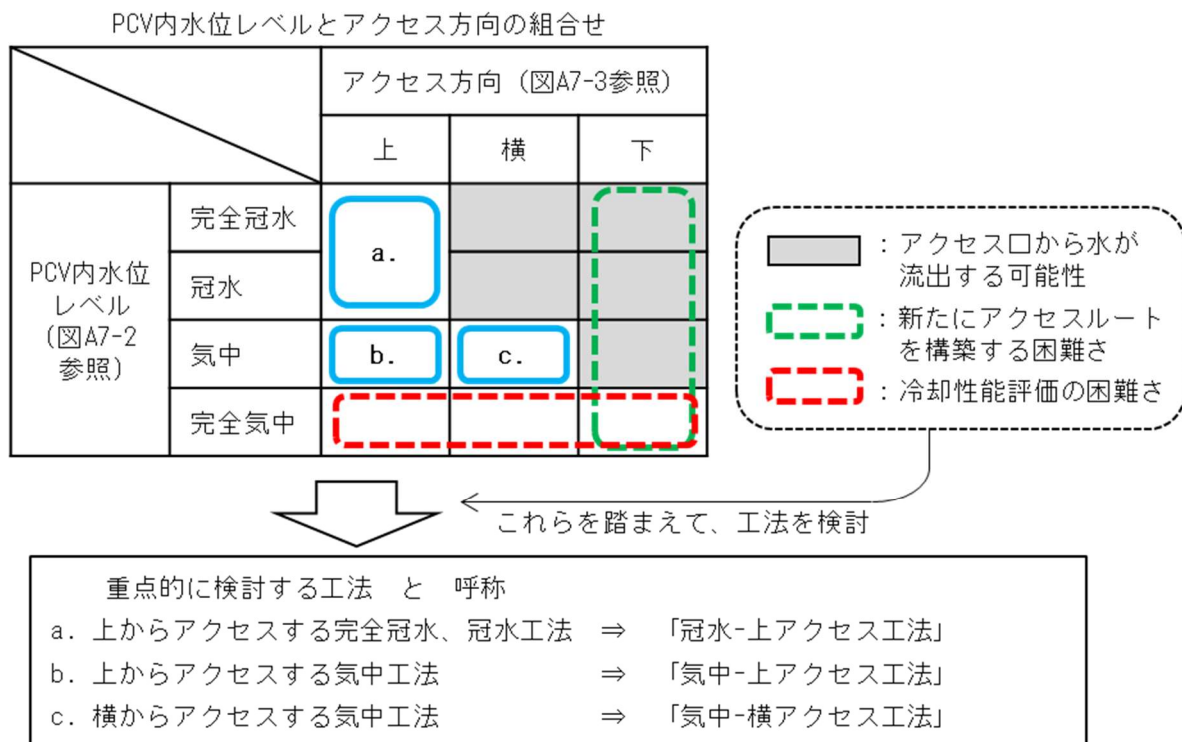 PCV内水位レベルとアクセス方向の組合せ
アクセス方向（図A7-3参照）
上 横 下
PCV内水位
レベル
（図A7-2
参照）
完全冠水
冠水
気中
完全気中
a.
b.
c.
：アクセス口から水が
流出する可能性
：新たにアクセスルート
を構築する困難さ
：冷却性能評価の困難さ
これらを踏まえて、工法を検討
重点的に検討する工法 と 呼称
a. 上からアクセスする完全冠水、冠水工法 ⇒ 「冠水-上アクセス工法」
b. 上からアクセスする気中工法 ⇒ 「気中-上アクセス工法」
c. 横からアクセスする気中工法 ⇒ 「気中-横アクセス工法」